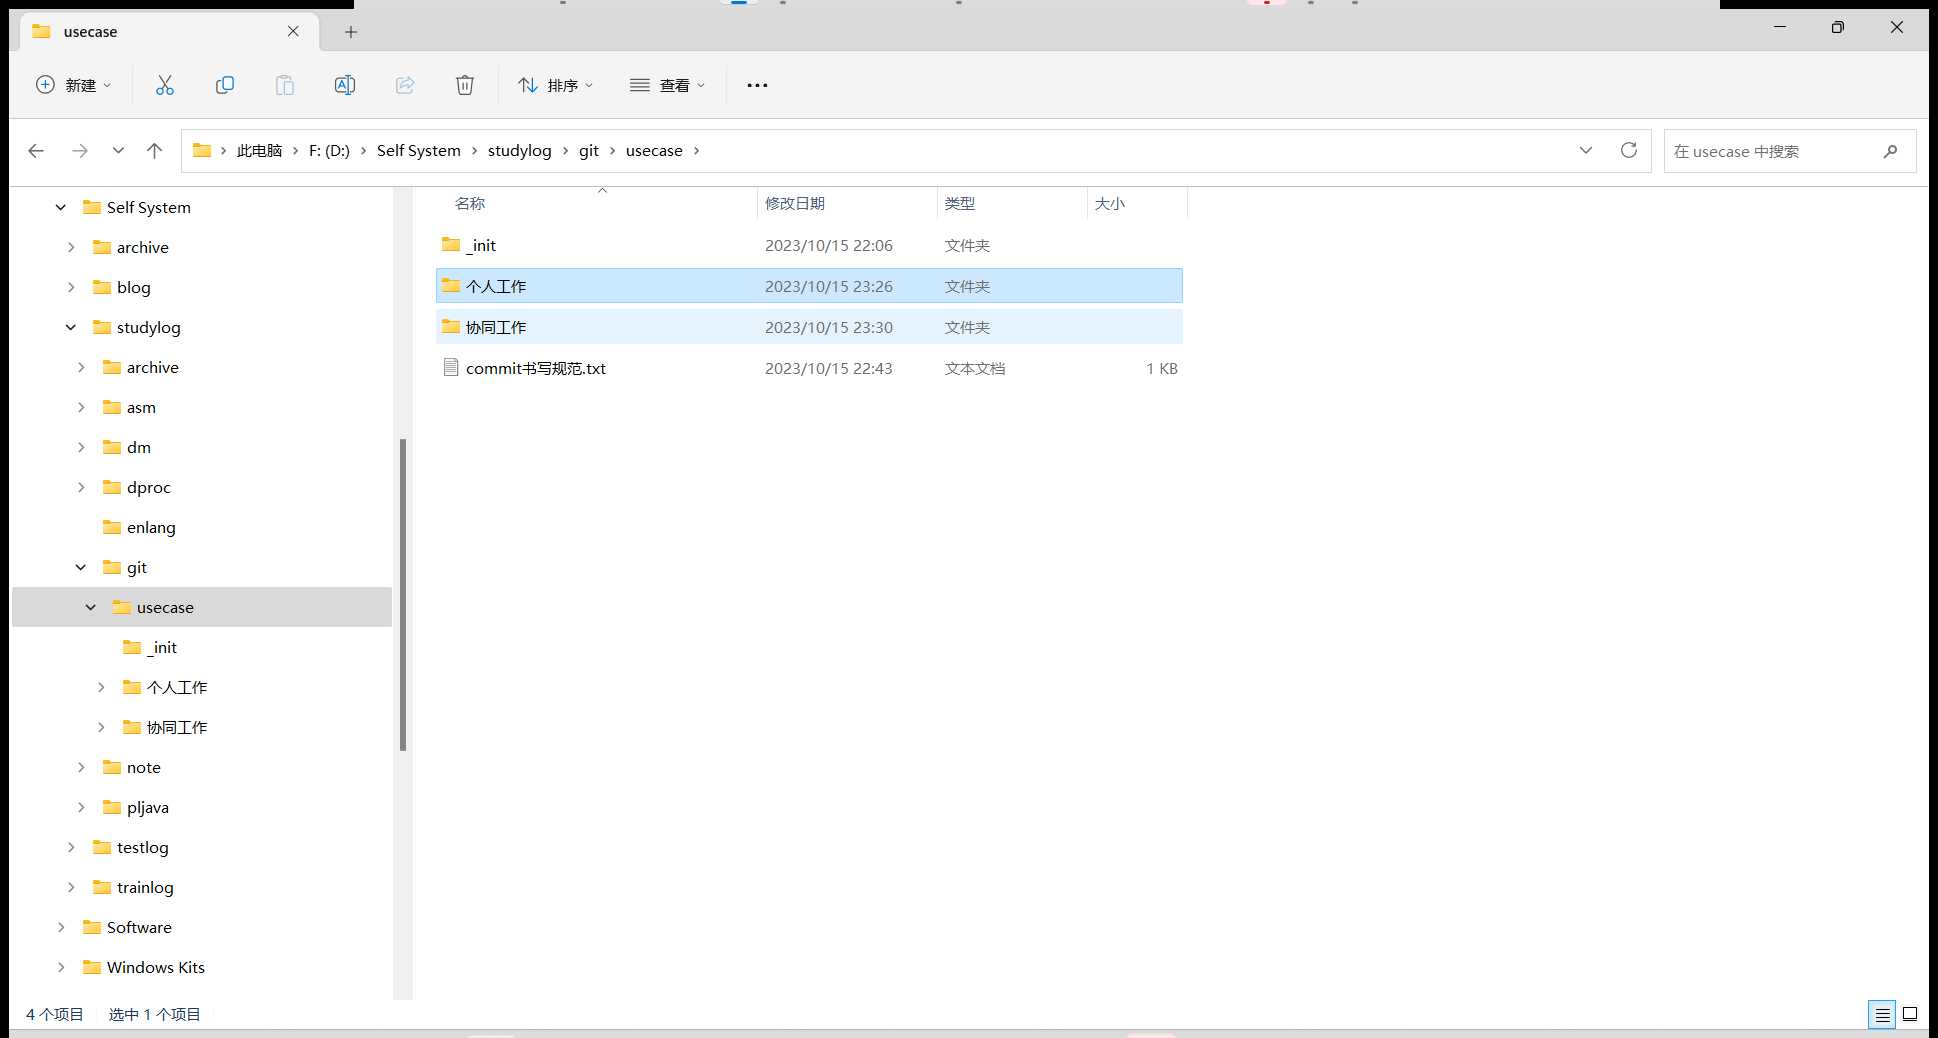 usecase
新建 排序 查看
此电脑 F: (D:) Self System studylog git usecase 在 usecase 中搜索
Self System
archive
blog
studylog
archive
asm
dm
dproc
enlang
git
usecase
_init
个人工作
协同工作
note
pljava
testlog
trainlog
Software
Windows Kits
名称 修改日期 类型 大小
_init 2023/10/15 22:06 文件夹
个人工作 2023/10/15 23:26 文件夹
协同工作 2023/10/15 23:30 文件夹
commit书写规范.txt 2023/10/15 22:43 文本文档 1 KB
4 个项目 选中 1 个项目